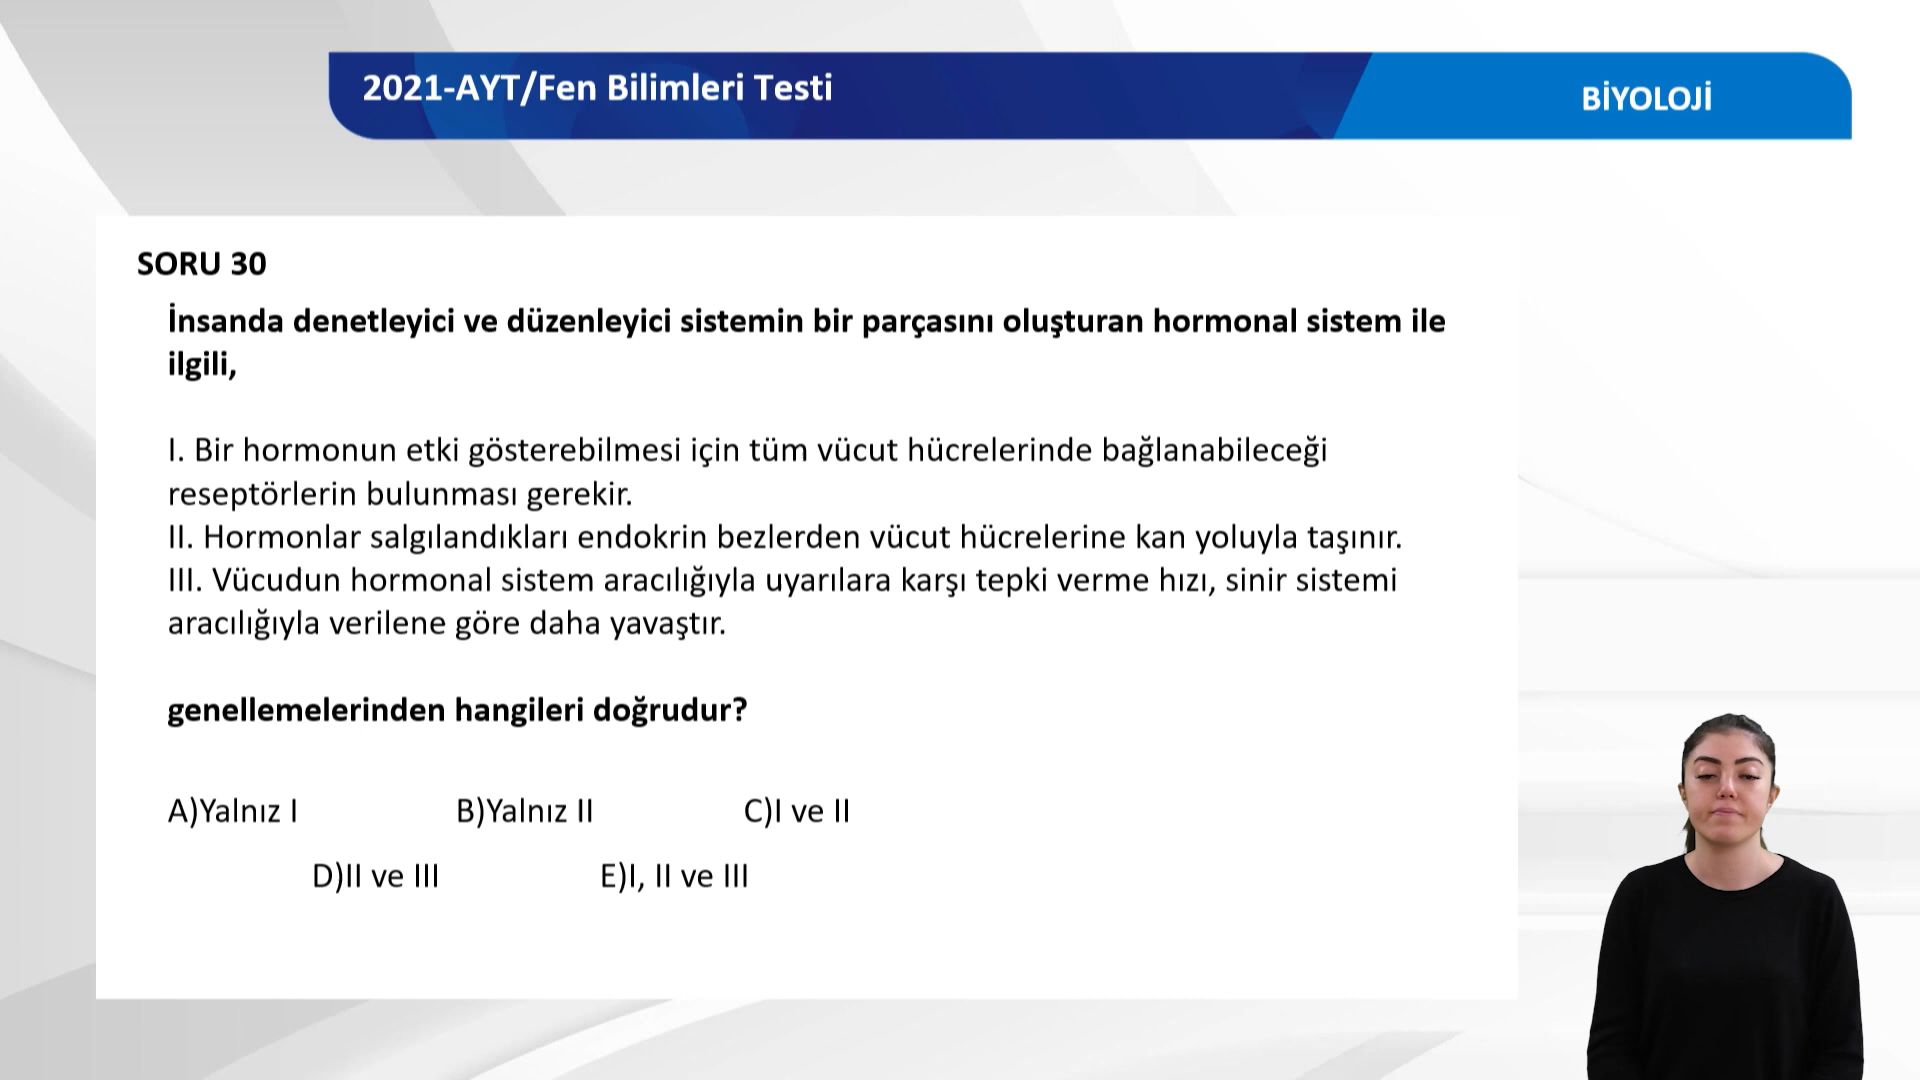 2021-AYT/Fen Bilimleri Testi
BİYOLOJİ
SORU 30
İnsanda denetleyici ve düzenleyici sistemin bir parçasını oluşturan hormonal sistem ile
ilgili,
I. Bir hormonun etki gösterebilmesi için tüm vücut hücrelerinde bağlanabileceği
reseptörlerin bulunması gerekir.
II. Hormonlar salgılandıkları endokrin bezlerden vücut hücrelerine kan yoluyla taşınır.
III. Vücudun hormonal sistem aracılığıyla uyarılara karşı tepki verme hızı, sinir sistemi
aracılığıyla verilene göre daha yavaştır.
genellemelerinden hangileri doğrudur?
A)Yalnız I B)Yalnız II C)I ve II
D)II ve III E)I, II ve III